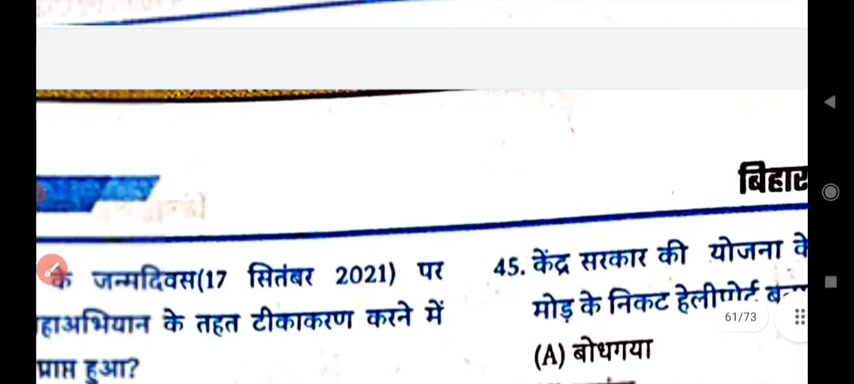 बिहार
के जन्मदिवस(17 सितंबर 2021) पर
हाअभियान के तहत टीकाकरण करने में
प्राप्त हुआ?
45. केंद्र सरकार की योजना के
मोड़ के निकट हेलीपोर्ट
(A) बोधगया
61/73